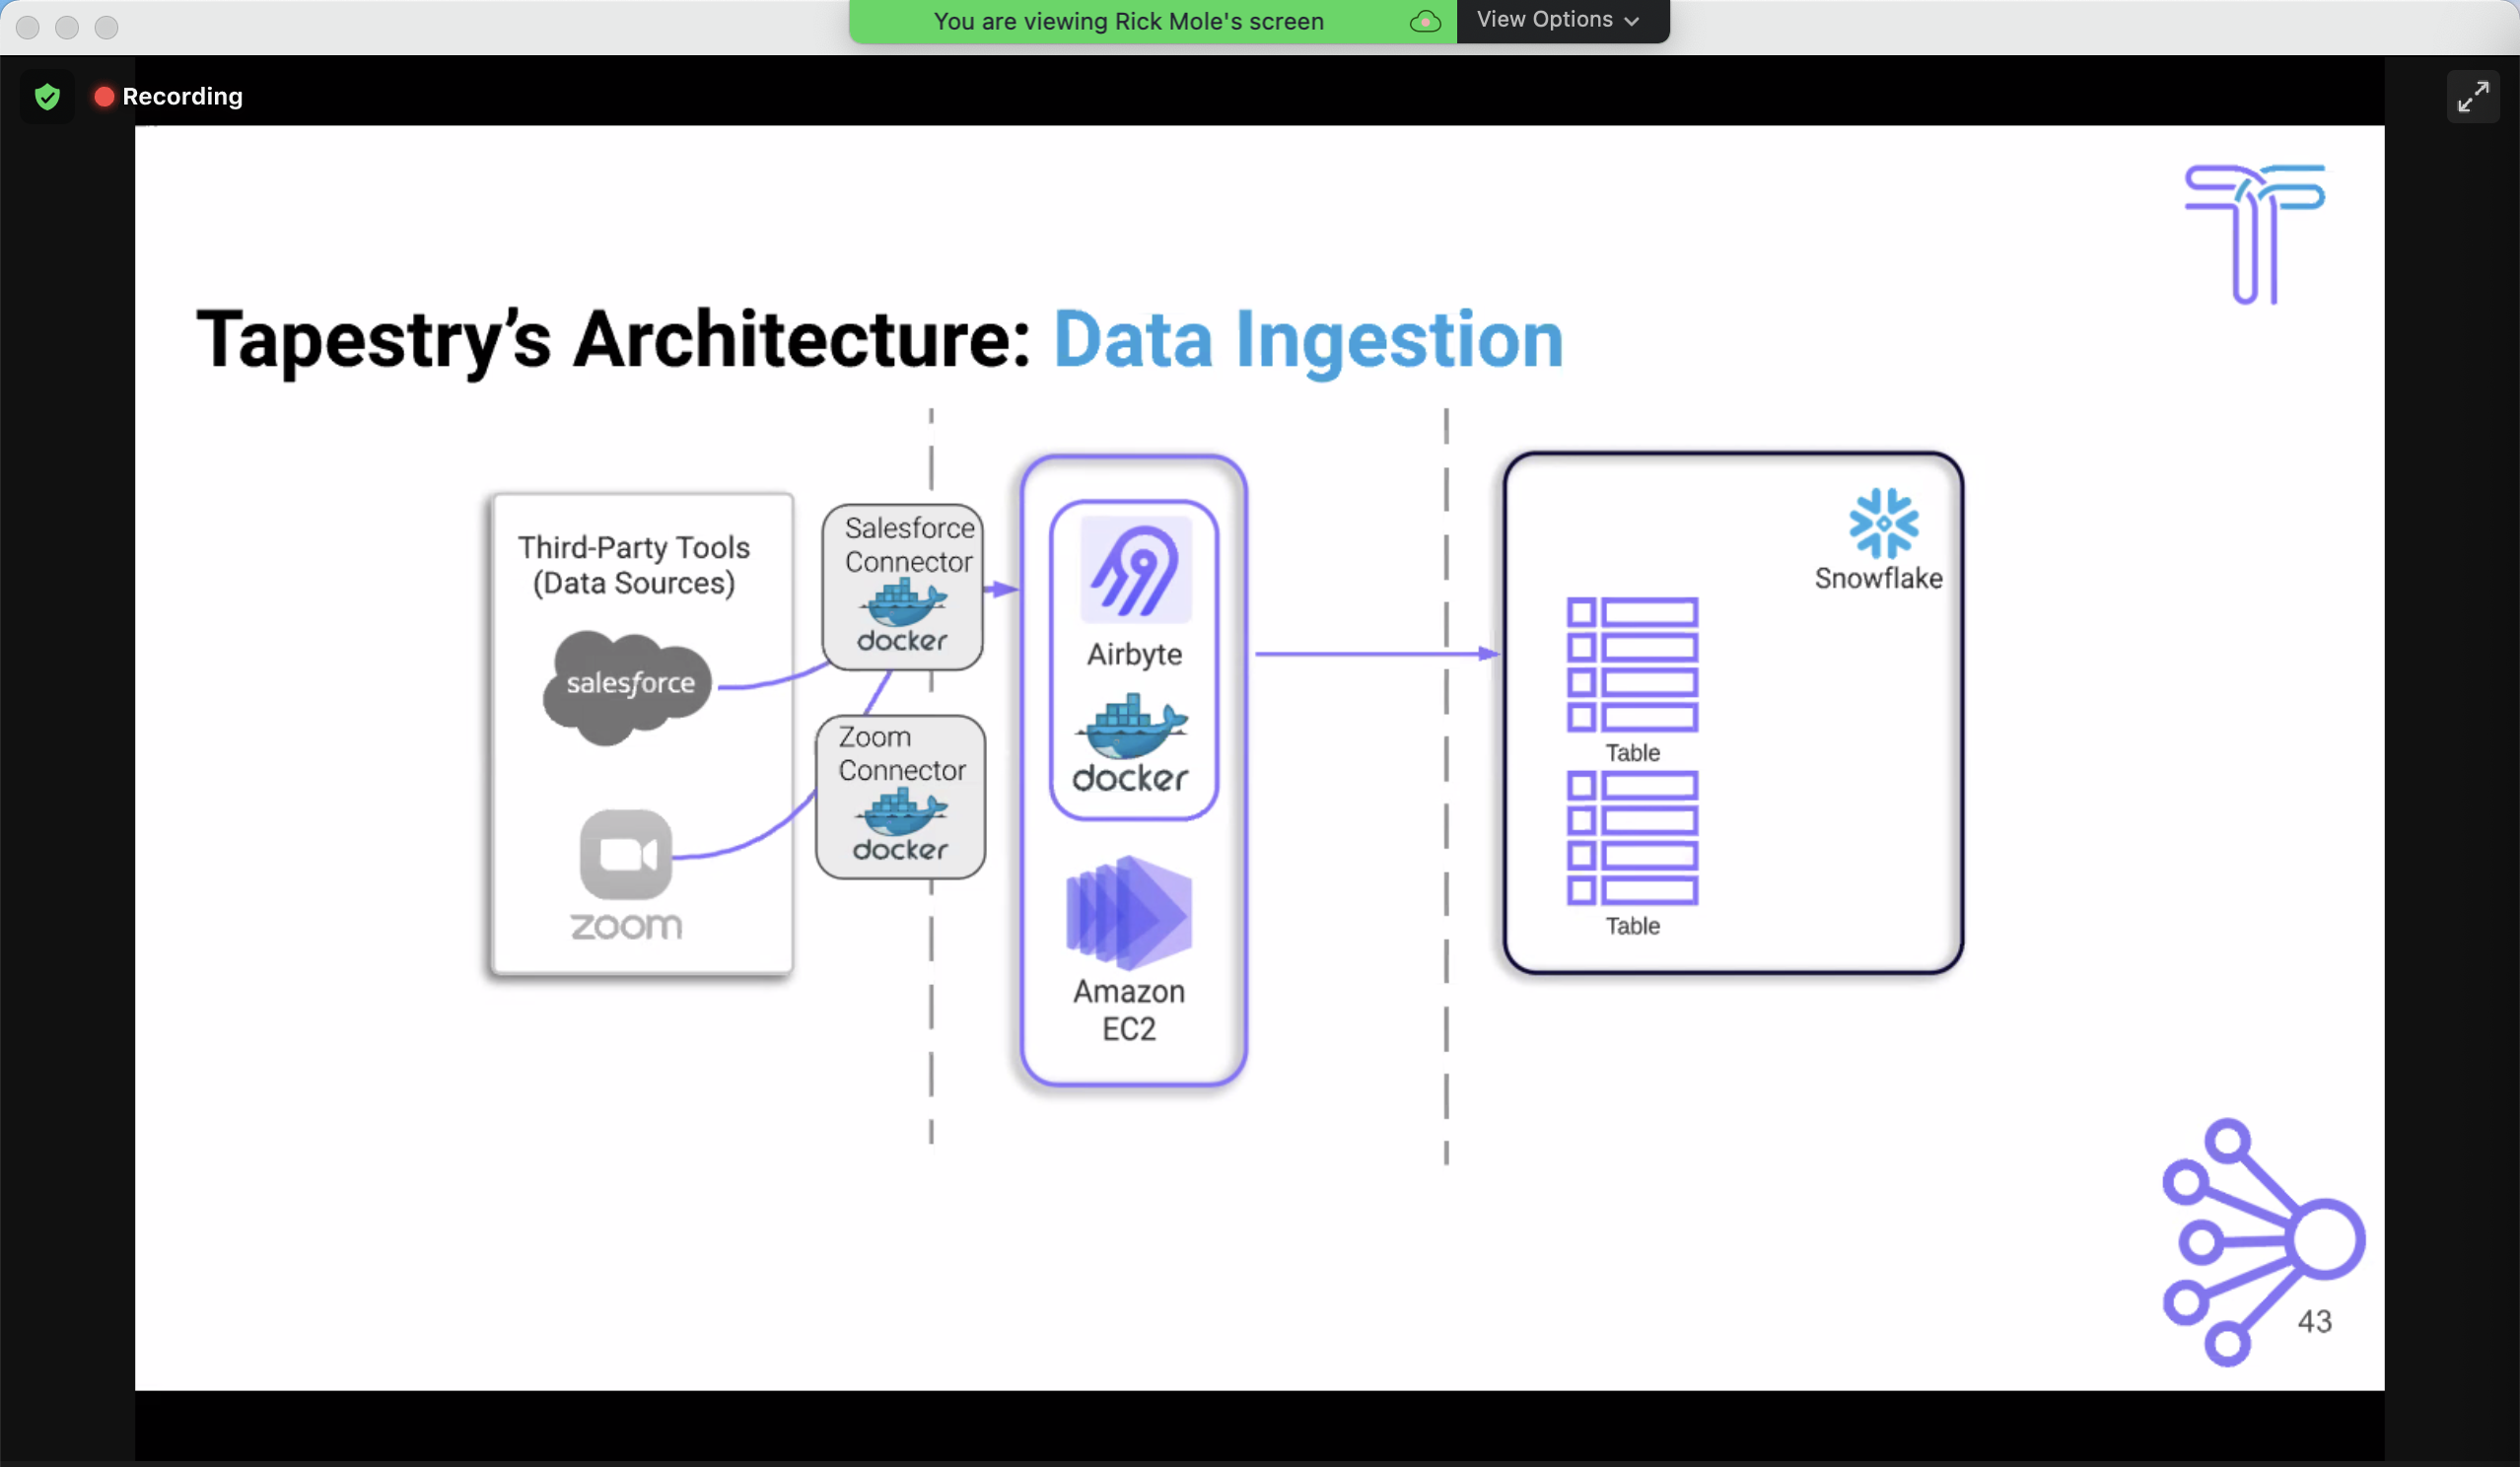 You are viewing Rick Mole's screen
View Options
Recording
Tapestry’s Architecture: Data Ingestion
Third-Party Tools
(Data Sources)
salesforce
zoom
Salesforce
Connector
docker
Zoom
Connector
docker
Airbyte
docker
Amazon
EC2
Snowflake
Table
Table
43